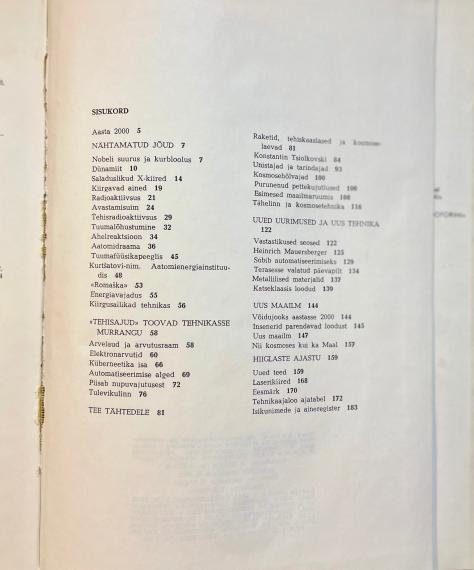 SISUKORD
Aasta 2000 5
NÄHTAMATUD JÕUD 7
Nobeli suurus ja kurbloolus 7
Dünamiit 10
Saladuslikud X-kiired 14
Kiirgavad ained 19
Radioaktiivsus 21
Avastamisuim 24
Tehisradioaktiivsus 29
Tuumalõhustumine 32
Ahelreaktsioon 34
Aatomidraama 36
Tuumafüüsikapeeglis 45
Kurtšatovi-nim. Aatomienergiainstituu-
dis 48
«Romaška» 53
Energiavajadus 55
Kiirgusallikad tehnikas 56
«TEHISAJUD» TOOVAD TEHNIKASSE
MURRANGU 58
Arvelaud ja arvutusraam 58
Elektronarvutid 60
Küberneetika isa 66
Automatiseerimise alged 69
Piisab nupuvajutusest 72
Tulevikulinn 76
TEE TÄHTEDELE 81
Raketid, tehiskaaslased ja kosmose-
laevad 81
Konstantin Tsiolkovski 84
Unistajad ja tarindajad 93
Kosmosehõlvajad 100
Purunenud pettekujutlused 106
Esimesed maailmaruumis 108
Tähelinn ja kosmosetehnika 116
UUED UURIMUSED JA UUS TEHNIKA
122
Vastastikused seosed 122
Heinrich Mauersberger 125
Sobib automatiseerimiseks 129
Terasesse valatud päevapilt 134
Metallilised materjalid 137
Katseklaasis loodud 139
UUS MAAILM 144
Võidujooks aastasse 2000 144
Insenerid parendavad loodust 145
Uus maailm 147
Nii kosmoses kui ka Maal 157
HIIGLASTE AJASTU 159
Uued teed 159
Laserikiired 168
Eesmärk 170
Tehnikaajaloo ajatabel 172
Isikunimede ja aineregister 183